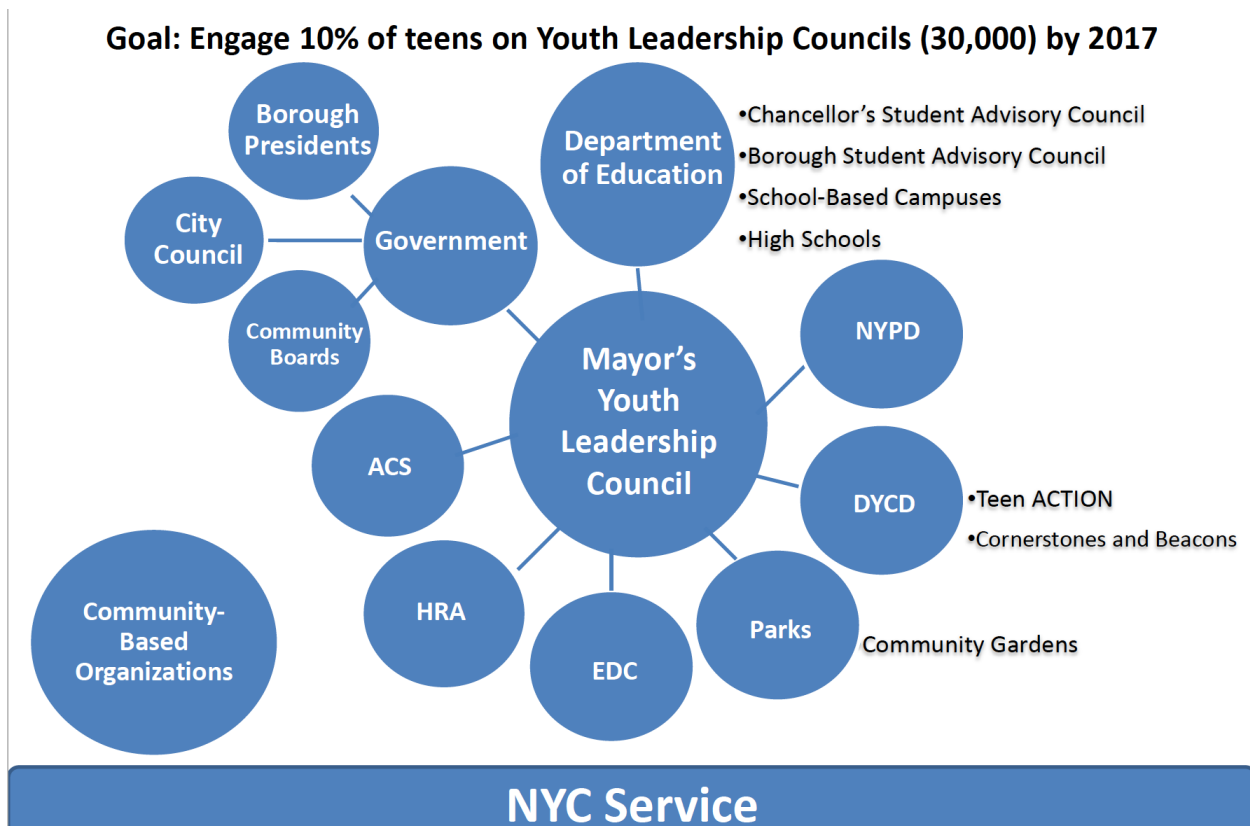 Goal: Engage 10% of teens on Youth Leadership Councils (30,000) by 2017
Borough
Presidents
City
Council
Community
Boards
Government
Department
of Education
•Chancellor's Student Advisory Council
•Borough Student Advisory Council
•School-Based Campuses
•High Schools
Mayor's
Youth
Leadership
Council
NYPD
ACS
DYCD
•Teen ACTION
•Cornerstones and Beacons
HRA
EDC
Parks
Community Gardens
Community-
Based
Organizations
NYC Service